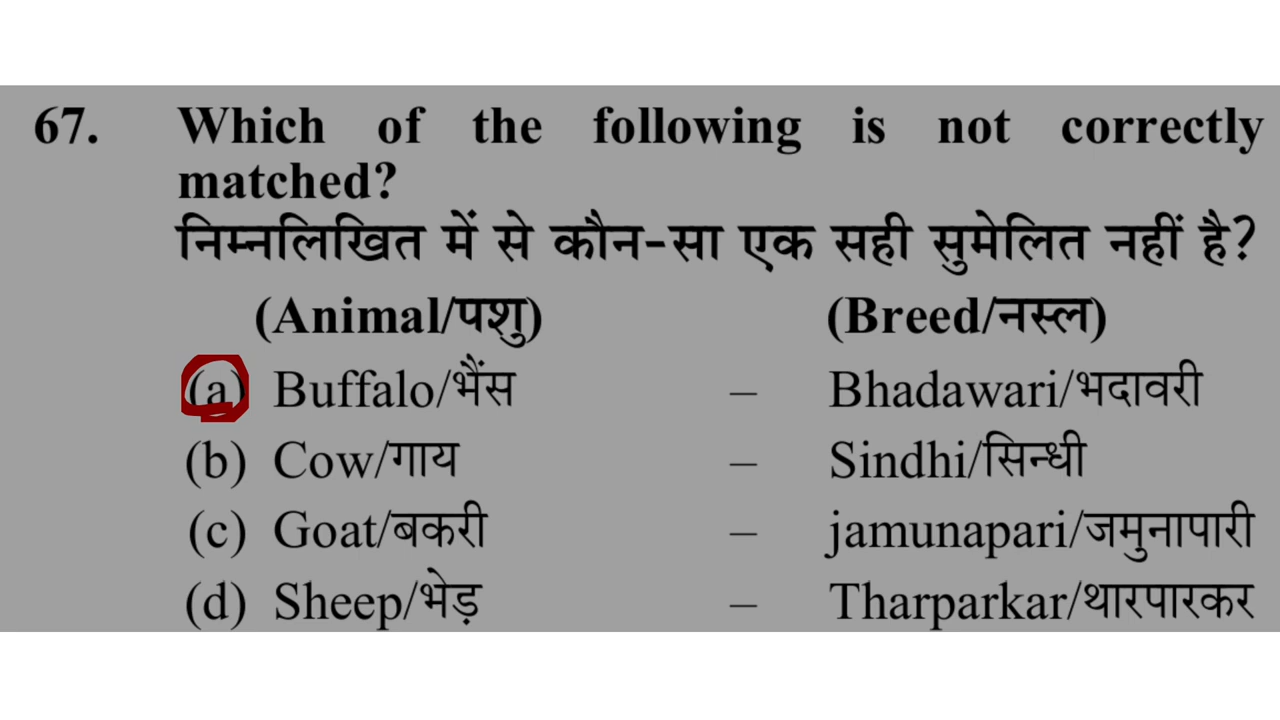 67. Which of the following is not correctly
matched?
निम्नलिखित में से कौन-सा एक सही सुमेलित नहीं है?
(Animal/पशु) (Breed/नस्ल)
(a) Buffalo/भैंस – Bhadawari/भदावरी
(b) Cow/गाय – Sindhi/सिन्धी
(c) Goat/बकरी – jamunapari/जमुनापारी
(d) Sheep/भेड़ – Tharparkar/थारपारकर